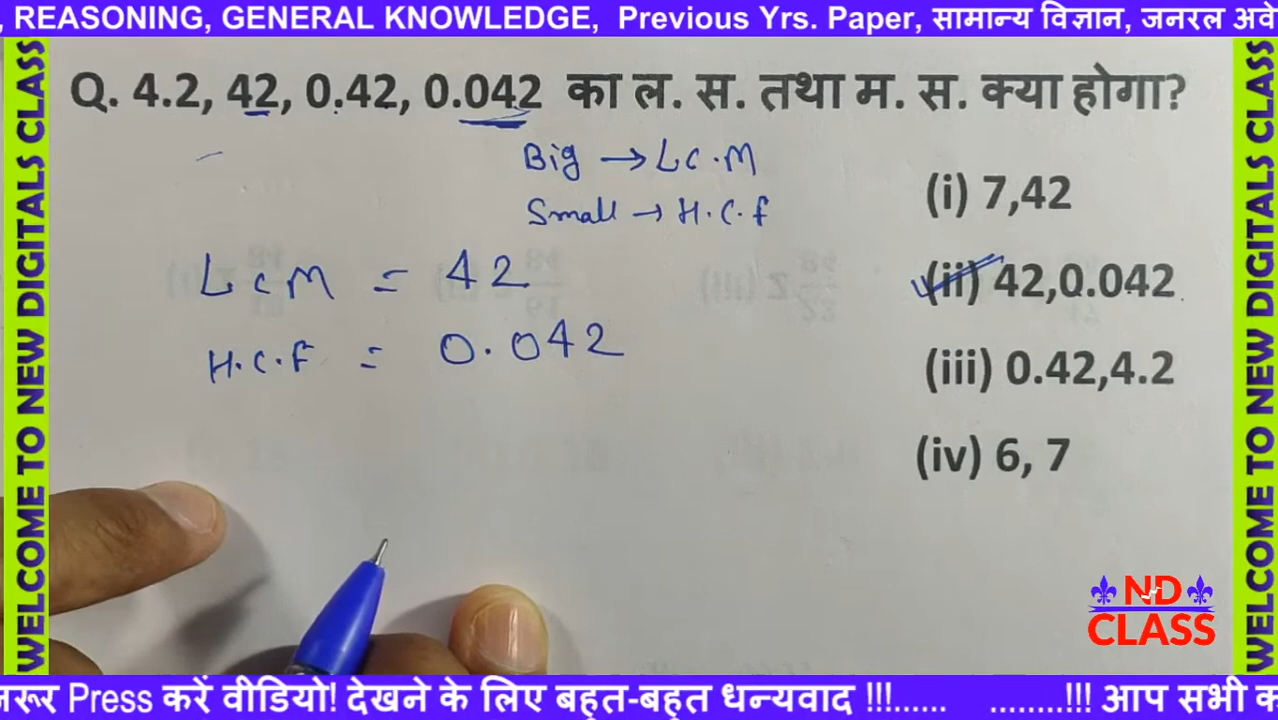 , REASONING, GENERAL KNOWLEDGE, Previous Yrs. Paper, सामान्य विज्ञान, जनरल अवे
WELCOME TO NEW DIGITALS CLASS
Q. 4.2, 42, 0.42, 0.042 का ल. स. तथा म. स. क्या होगा?
Big → L C . M
Small → H . C . f
(i) 7,42
L C M = 42
(ii) 42,0.042
H . C . F = 0.042
(iii) 0.42,4.2
(iv) 6, 7
ND
CLASS
WELCOME TO NEW DIGITALS CLASS
जरूर Press करें वीडियो! देखने के लिए बहुत-बहुत धन्यवाद !!!...... ........!!! आप सभी क